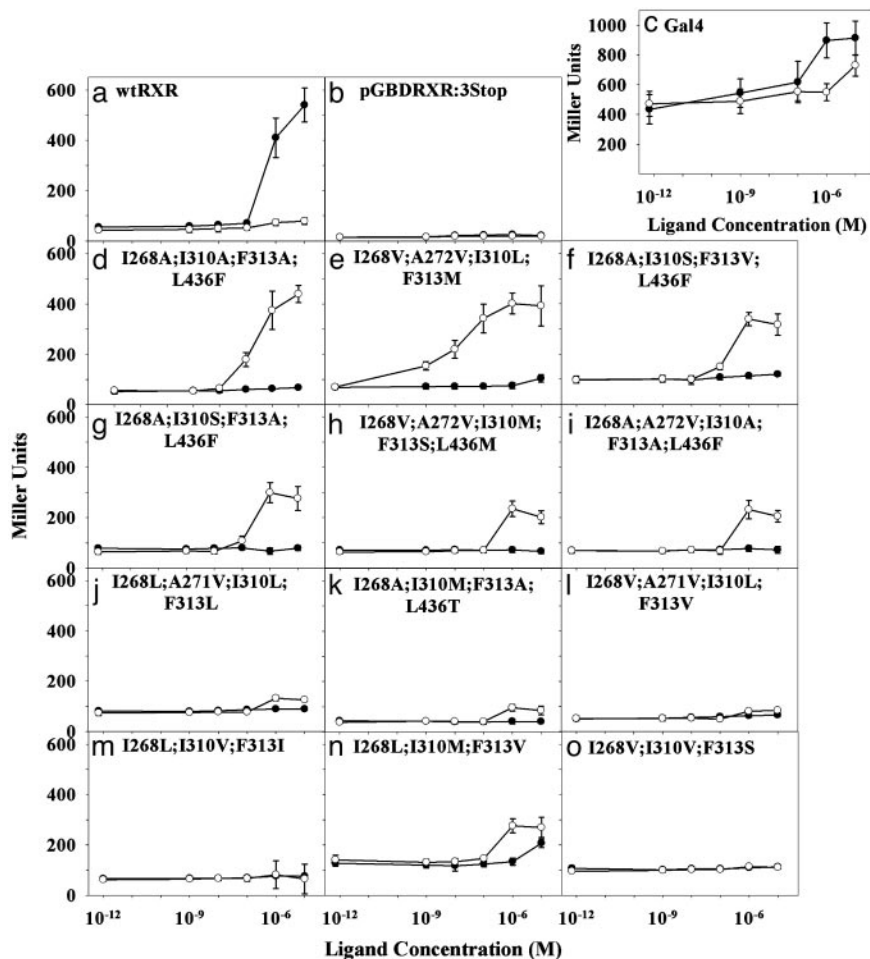 c Gal4
1000
800
600
400
200
Miller Units
10⁻¹² 10⁻⁹ 10⁻⁶
Ligand Concentration (M)
a wtRXR
b pGBDRXR:3Stop
600
400
200
0
d I268A;I310A;F313A;
L436F
e I268V;A272V;I310L;
F313M
f I268A;I310S;F313V;
L436F
600
400
200
0
g I268A;I310S;F313A;
L436F
h I268V;A272V;I310M;
F313S;L436M
i I268A;A272V;I310A;
F313A;L436F
600
400
200
0
Miller Units
j I268L;A271V;I310L;
F313L
k I268A;I310M;F313A;
L436T
l I268V;A271V;I310L;
F313V
600
400
200
0
m I268L;I310V;F313I
n I268L;I310M;F313V
o I268V;I310V;F313S
600
400
200
0
10⁻¹² 10⁻⁹ 10⁻⁶
10⁻¹² 10⁻⁹ 10⁻⁶
10⁻¹² 10⁻⁹ 10⁻⁶
Ligand Concentration (M)